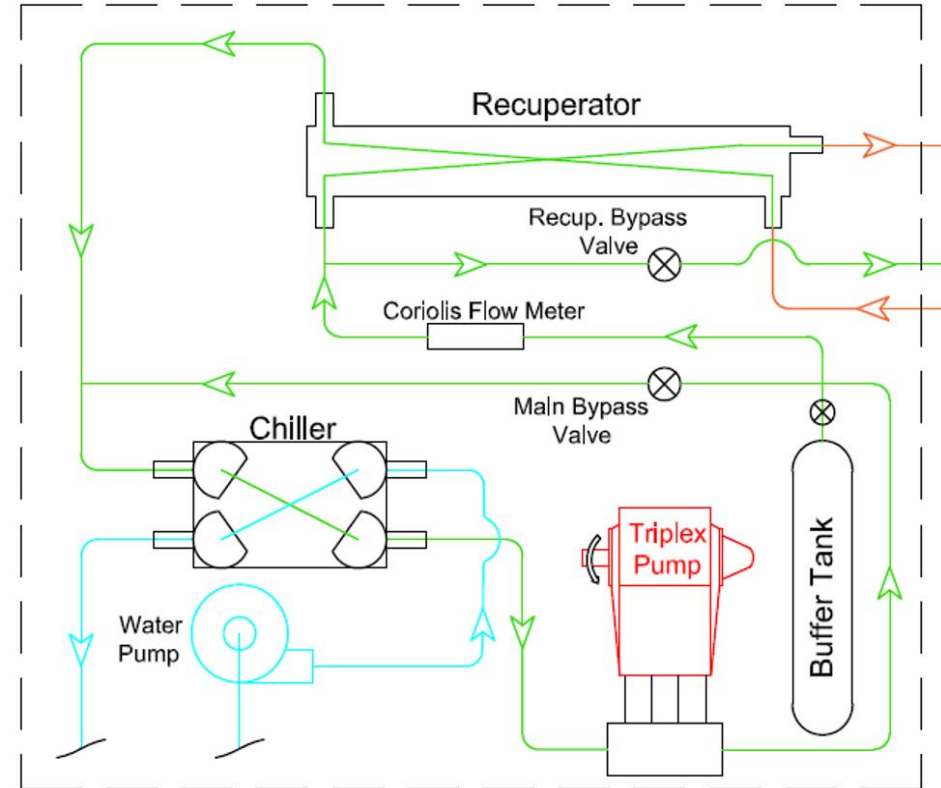 Recuperator
Recup. Bypass
Valve
Coriolis Flow Meter
Main Bypass
Valve
Chiller
Triplex
Pump
Buffer Tank
Water
Pump